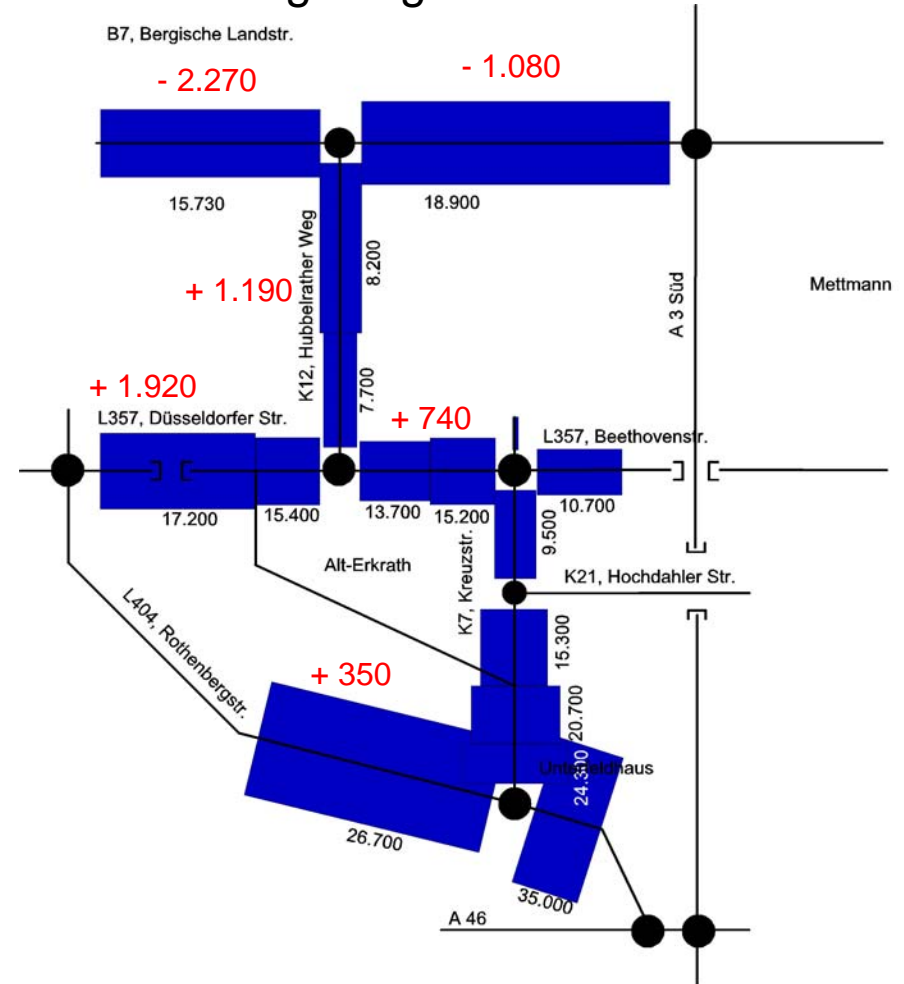 B7, Bergische Landstr.
- 2.270
- 1.080
15.730
18.900
K12, Hubbelrather Weg
8.200
A 3 Süd
Mettmann
+ 1.190
7.700
+ 1.920
+ 740
L357, Düsseldorfer Str.
L357, Beethovenstr.
17.200
15.400
13.700
15.200
10.700
9.500
Alt-Erkrath
K7, Kreuzstr.
K21, Hochdahler Str.
L404, Rothenbergstr.
15.300
+ 350
20.700
24.300
Unterfeldhaus
26.700
35.000
A 46